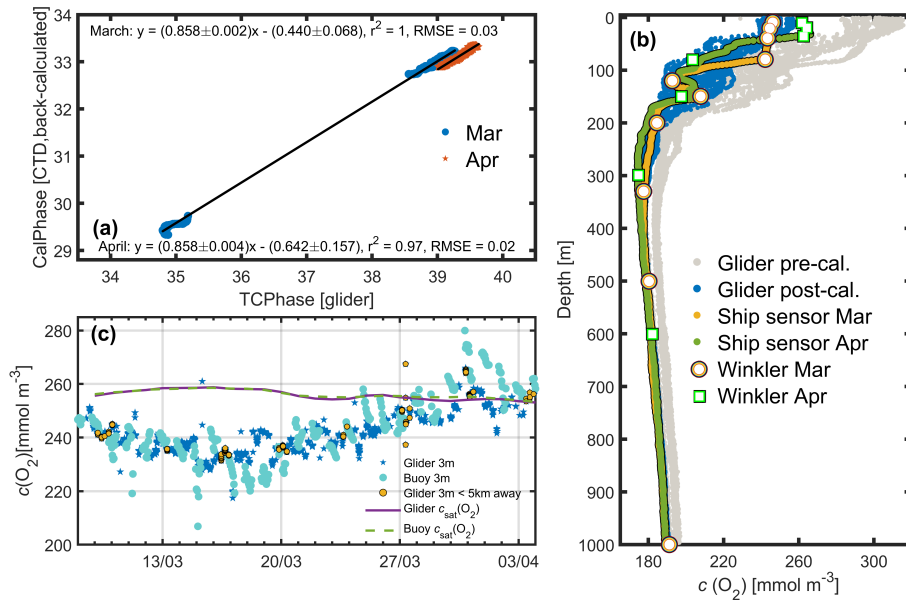 March: y = (0.858±0.002)x - (0.440±0.068), r² = 1, RMSE = 0.03
CalPhase [CTD,back-calculated]
34
33
32
31
30
29
Mar
Apr
(a)
April: y = (0.858±0.004)x - (0.642±0.157), r² = 0.97, RMSE = 0.02
34 35 36 37 38 39 40
TCPhase [glider]
(b)
Depth [m]
0
100
200
300
400
500
600
700
800
900
1000
Glider pre-cal.
Glider post-cal.
Ship sensor Mar
Ship sensor Apr
Winkler Mar
Winkler Apr
180 220 260 300
c (O₂) [mmol m⁻³]
(c)
c(O₂)[mmol m⁻³]
280
260
240
220
200
Glider 3m
Buoy 3m
Glider 3m < 5km away
Glider c_sat(O₂)
Buoy c_sat(O₂)
13/03 20/03 27/03 03/04